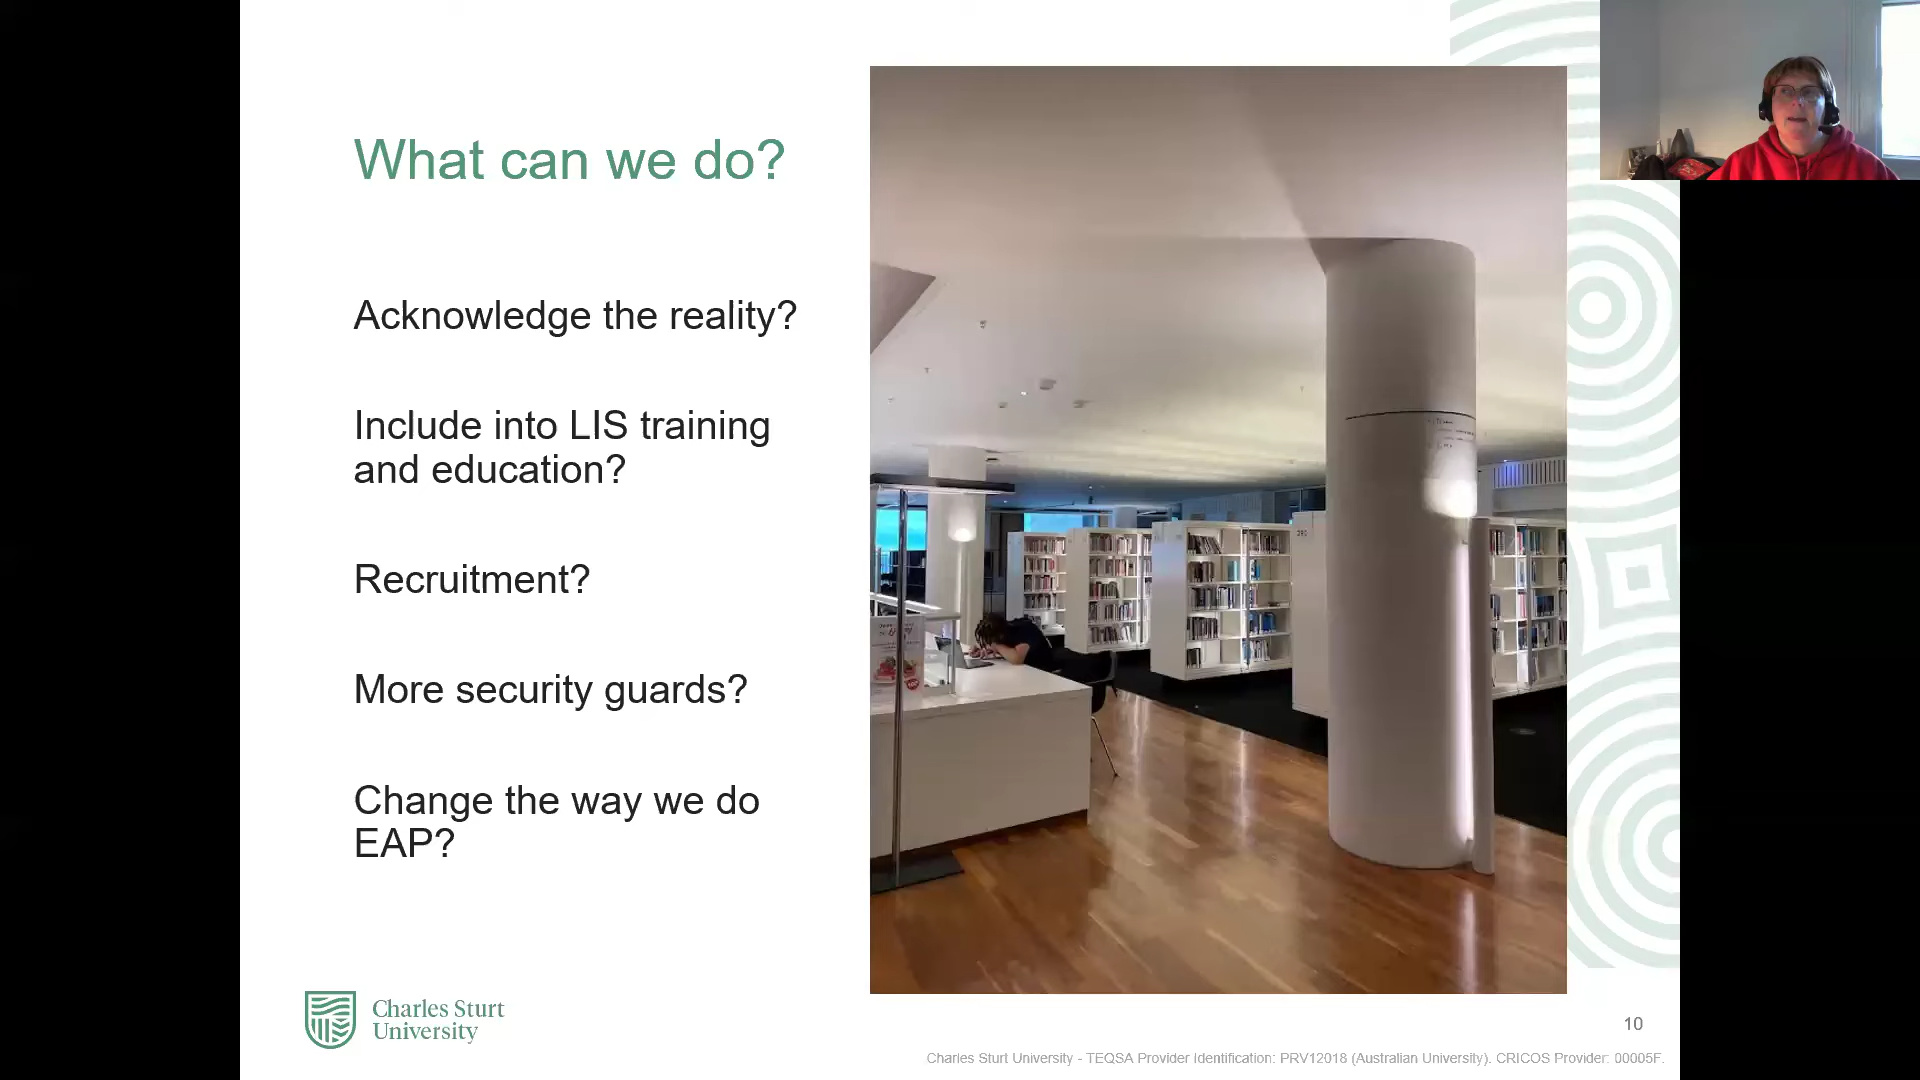 What can we do?
Acknowledge the reality?
Include into LIS training
and education?
Recruitment?
More security guards?
Change the way we do
EAP?
Charles Sturt
University
10
Charles Sturt University - TEQSA Provider Identification: PRV12018 (Australian University). CRICOS Provider: 00005F.